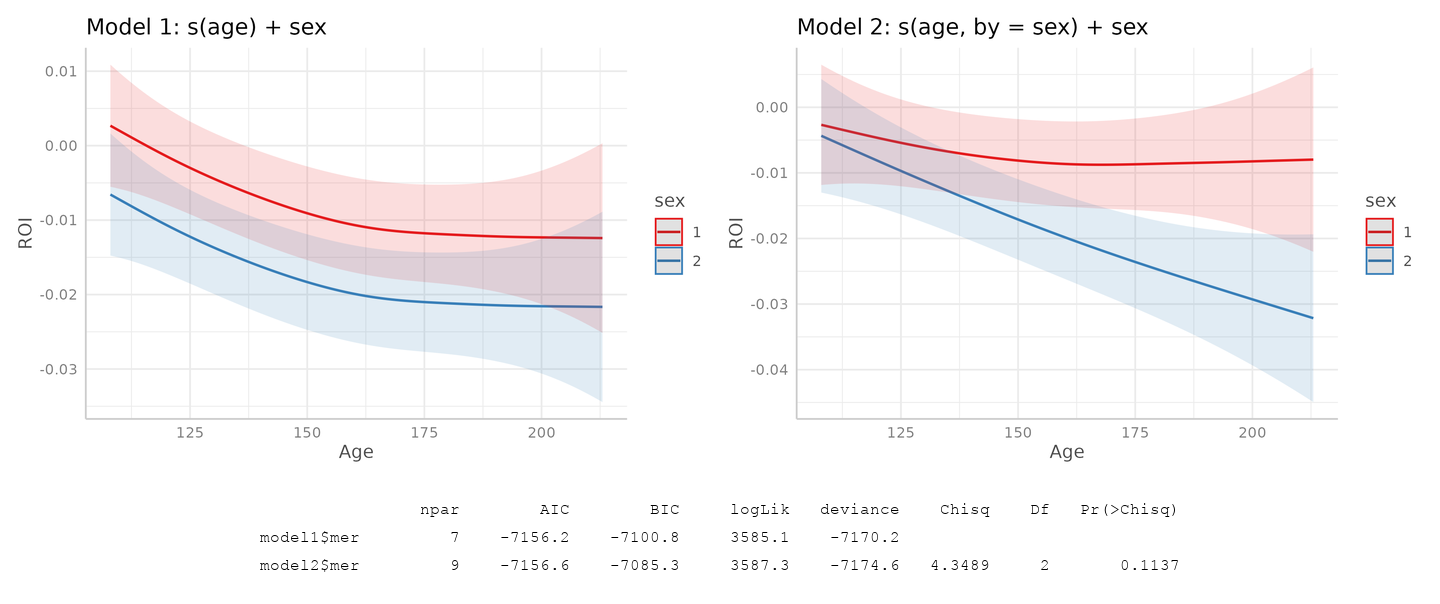 Model 1: s(age) + sex
0.01
0.00
-0.01
-0.02
-0.03
ROI
125 150 175 200
Age
sex
1
2
Model 2: s(age, by = sex) + sex
0.00
-0.01
-0.02
-0.03
-0.04
ROI
125 150 175 200
Age
sex
1
2
npar AIC BIC logLik deviance Chisq Df Pr(>Chisq)
model1$mer 7 -7156.2 -7100.8 3585.1 -7170.2
model2$mer 9 -7156.6 -7085.3 3587.3 -7174.6 4.3489 2 0.1137